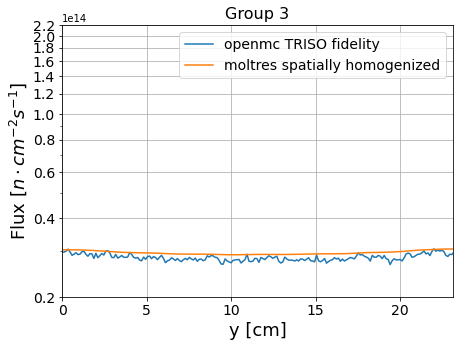 Group 3
1e14
openmc TRISO fidelity
moltres spatially homogenized
Flux [n · cm⁻²s⁻¹]
2.2
2.0
1.8
1.6
1.4
1.2
1.0
0.8
0.6
0.4
0.2
0 5 10 15 20
y [cm]